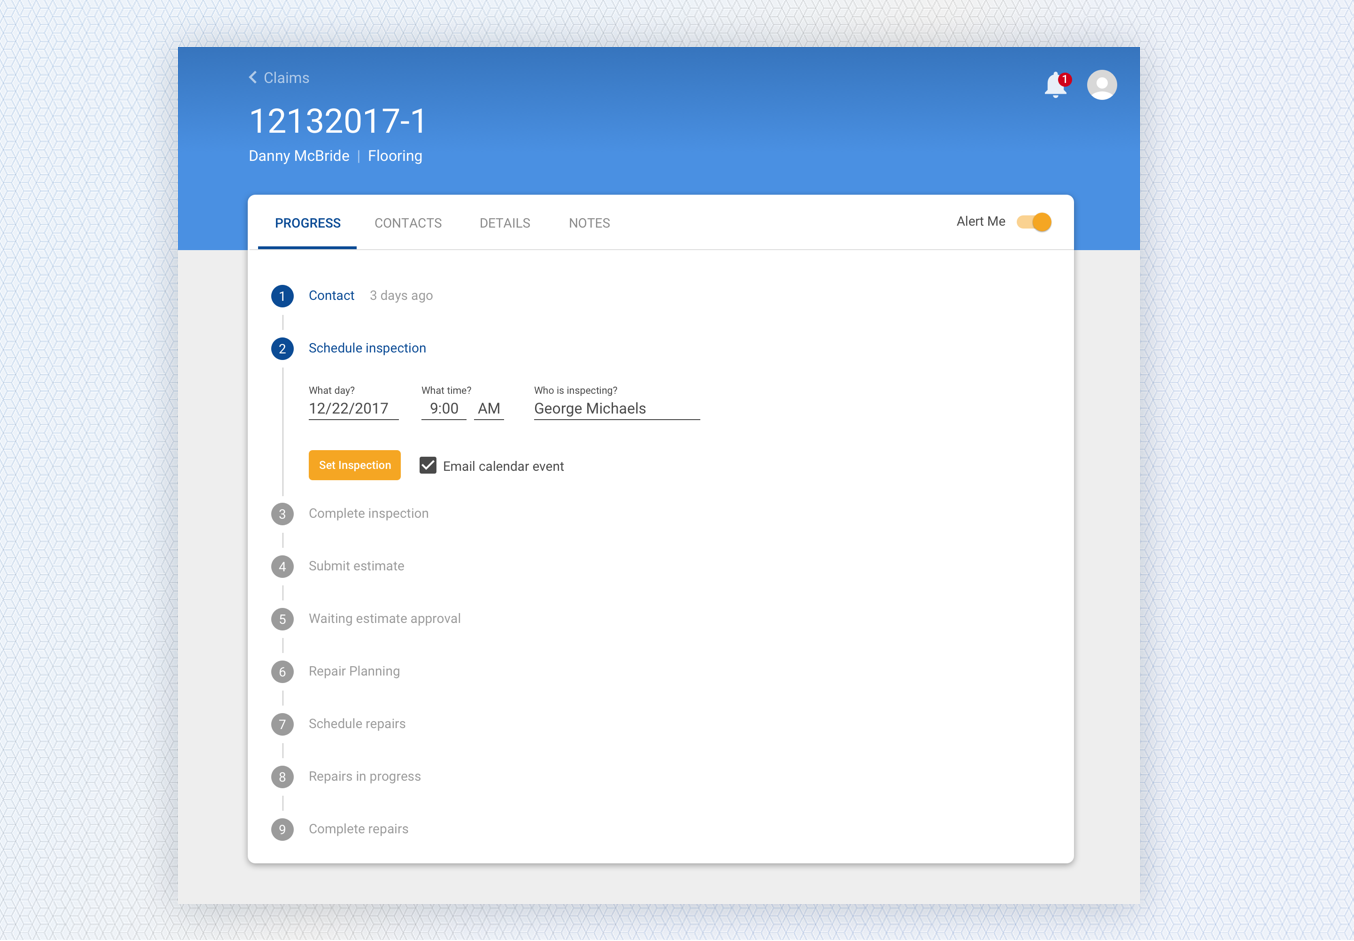 Claims
1
12132017-1
Danny McBride | Flooring
PROGRESS CONTACTS DETAILS NOTES Alert Me
1 Contact 3 days ago
2 Schedule inspection
What day? What time? Who is inspecting?
12/22/2017 9:00 AM George Michaels
Set Inspection Email calendar event
3 Complete inspection
4 Submit estimate
5 Waiting estimate approval
6 Repair Planning
7 Schedule repairs
8 Repairs in progress
9 Complete repairs